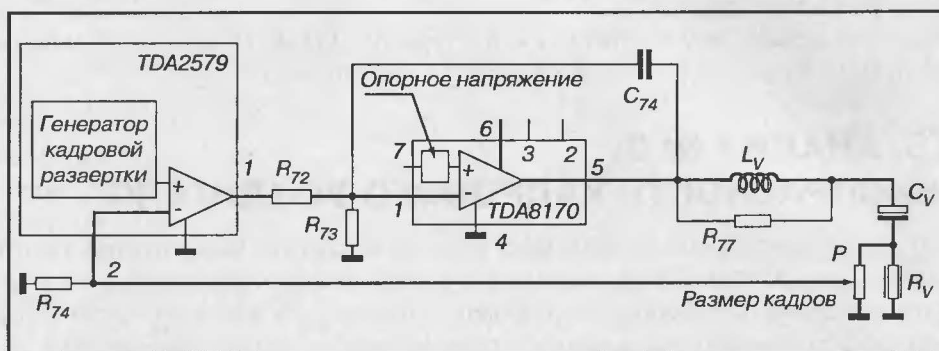 TDA2579
Опорное напряжение
C74
Генератор
кадровой
разаертки
+
-
1
2
R72
R73
R74
7
1
6
3
2
5
+
TDA8170
4
LV
R77
CV
P
RV
Размер кадров